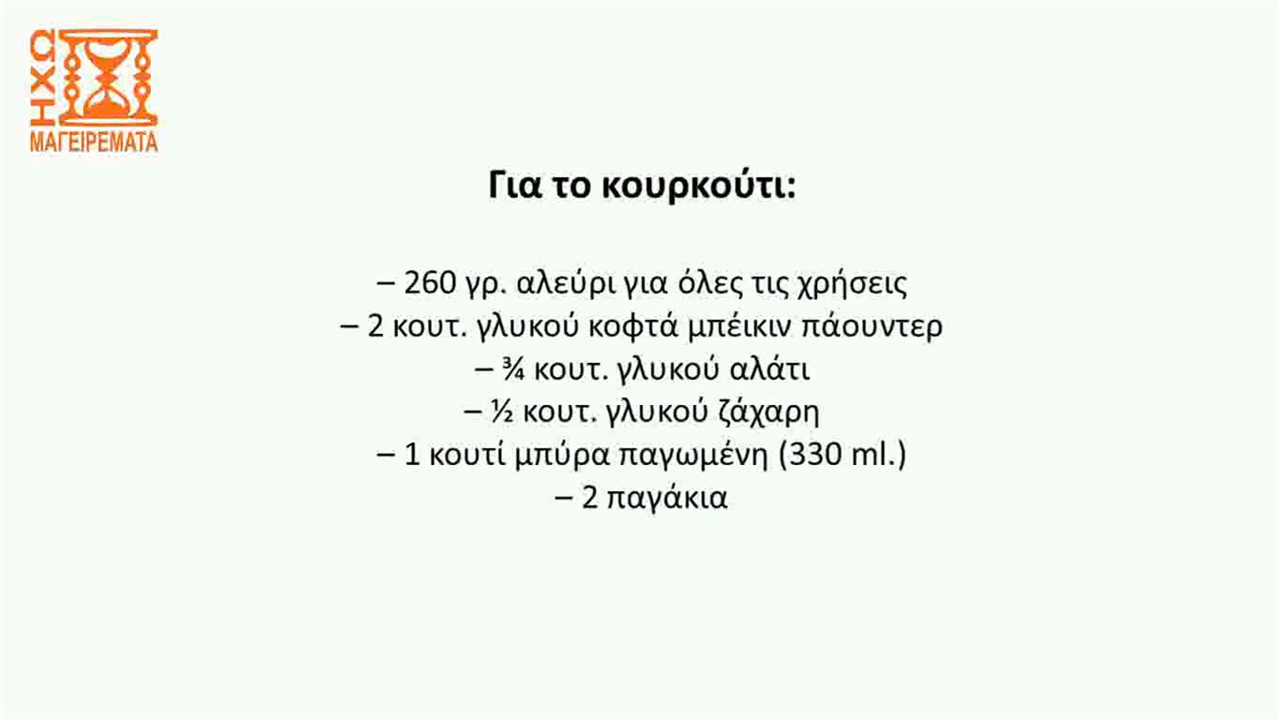 ΗΧΩ
ΜΑΓΕΙΡΕΜΑΤΑ
Για το κουρκούτι:
– 260 γρ. αλεύρι για όλες τις χρήσεις
– 2 κουτ. γλυκού κοφτά μπέικιν πάουντερ
– ¾ κουτ. γλυκού αλάτι
– ½ κουτ. γλυκού ζάχαρη
– 1 κουτί μπύρα παγωμένη (330 ml.)
– 2 παγάκια